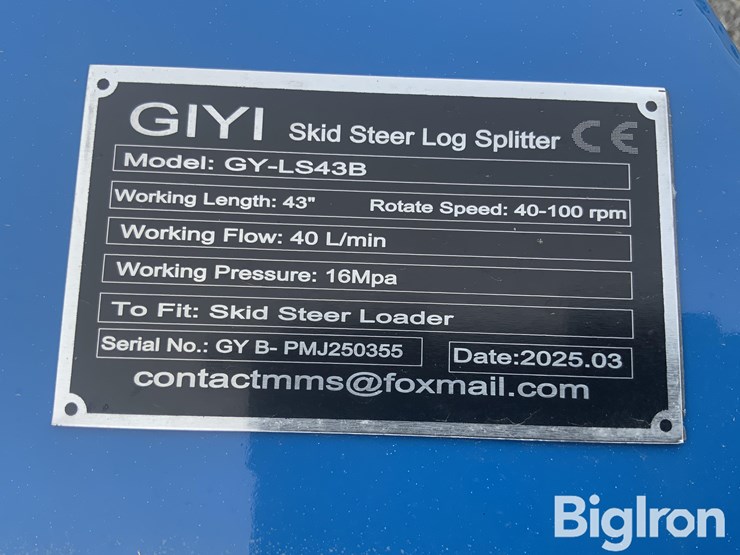 GIYI Skid Steer Log Splitter CE
Model: GY-LS43B
Working Length: 43" Rotate Speed: 40-100 rpm
Working Flow: 40 L/min
Working Pressure: 16Mpa
To Fit: Skid Steer Loader
Serial No.: GY B- PMJ250355 Date:2025.03
contactmms@foxmail.com
BigIron